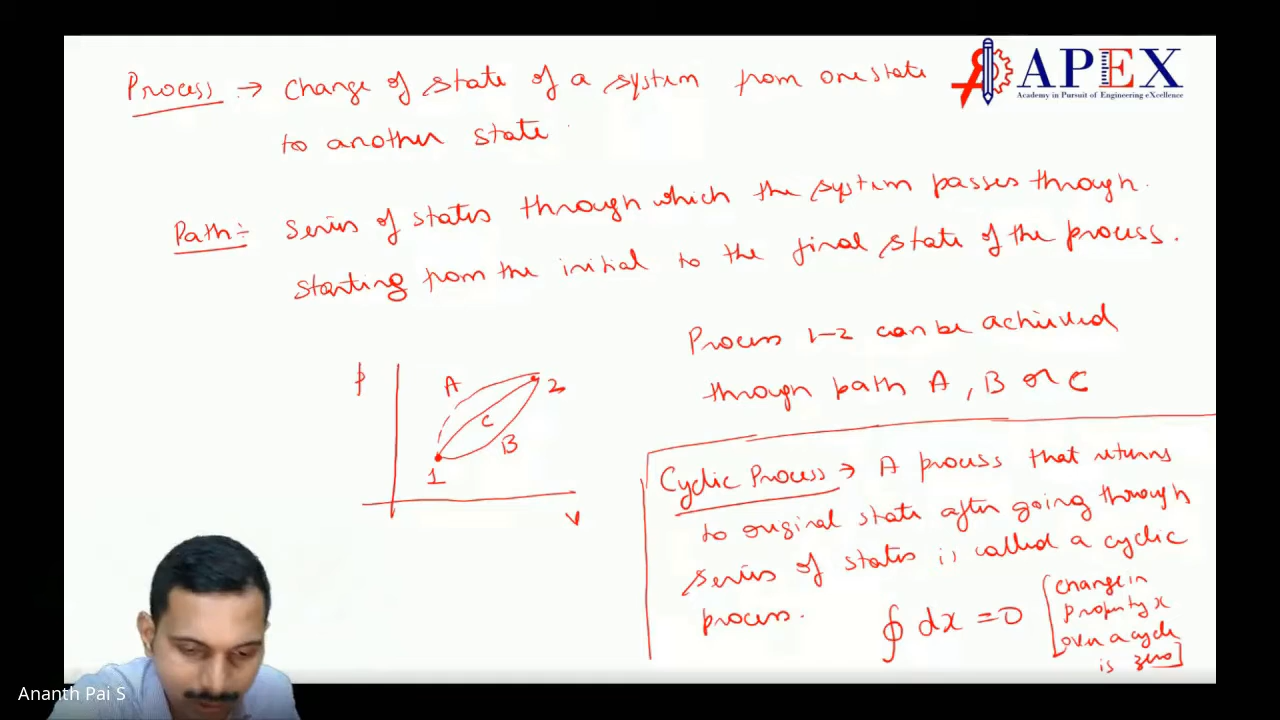 APEX
Academy in Pursuit of Engineering eXcellence
Process → Change of state of a system from one state
to another state
Path:- Series of states through which the system passes through.
starting from the initial to the final state of the process.
Process 1-2 can be achieved
through path A, B or C
p
A
2
C
B
1
v
Cyclic Process → A process that returns
to original state after going through
series of states is called a cyclic
process. ∮ dx = 0
[change in
property x
over a cycle
is zero]
Ananth Pai S